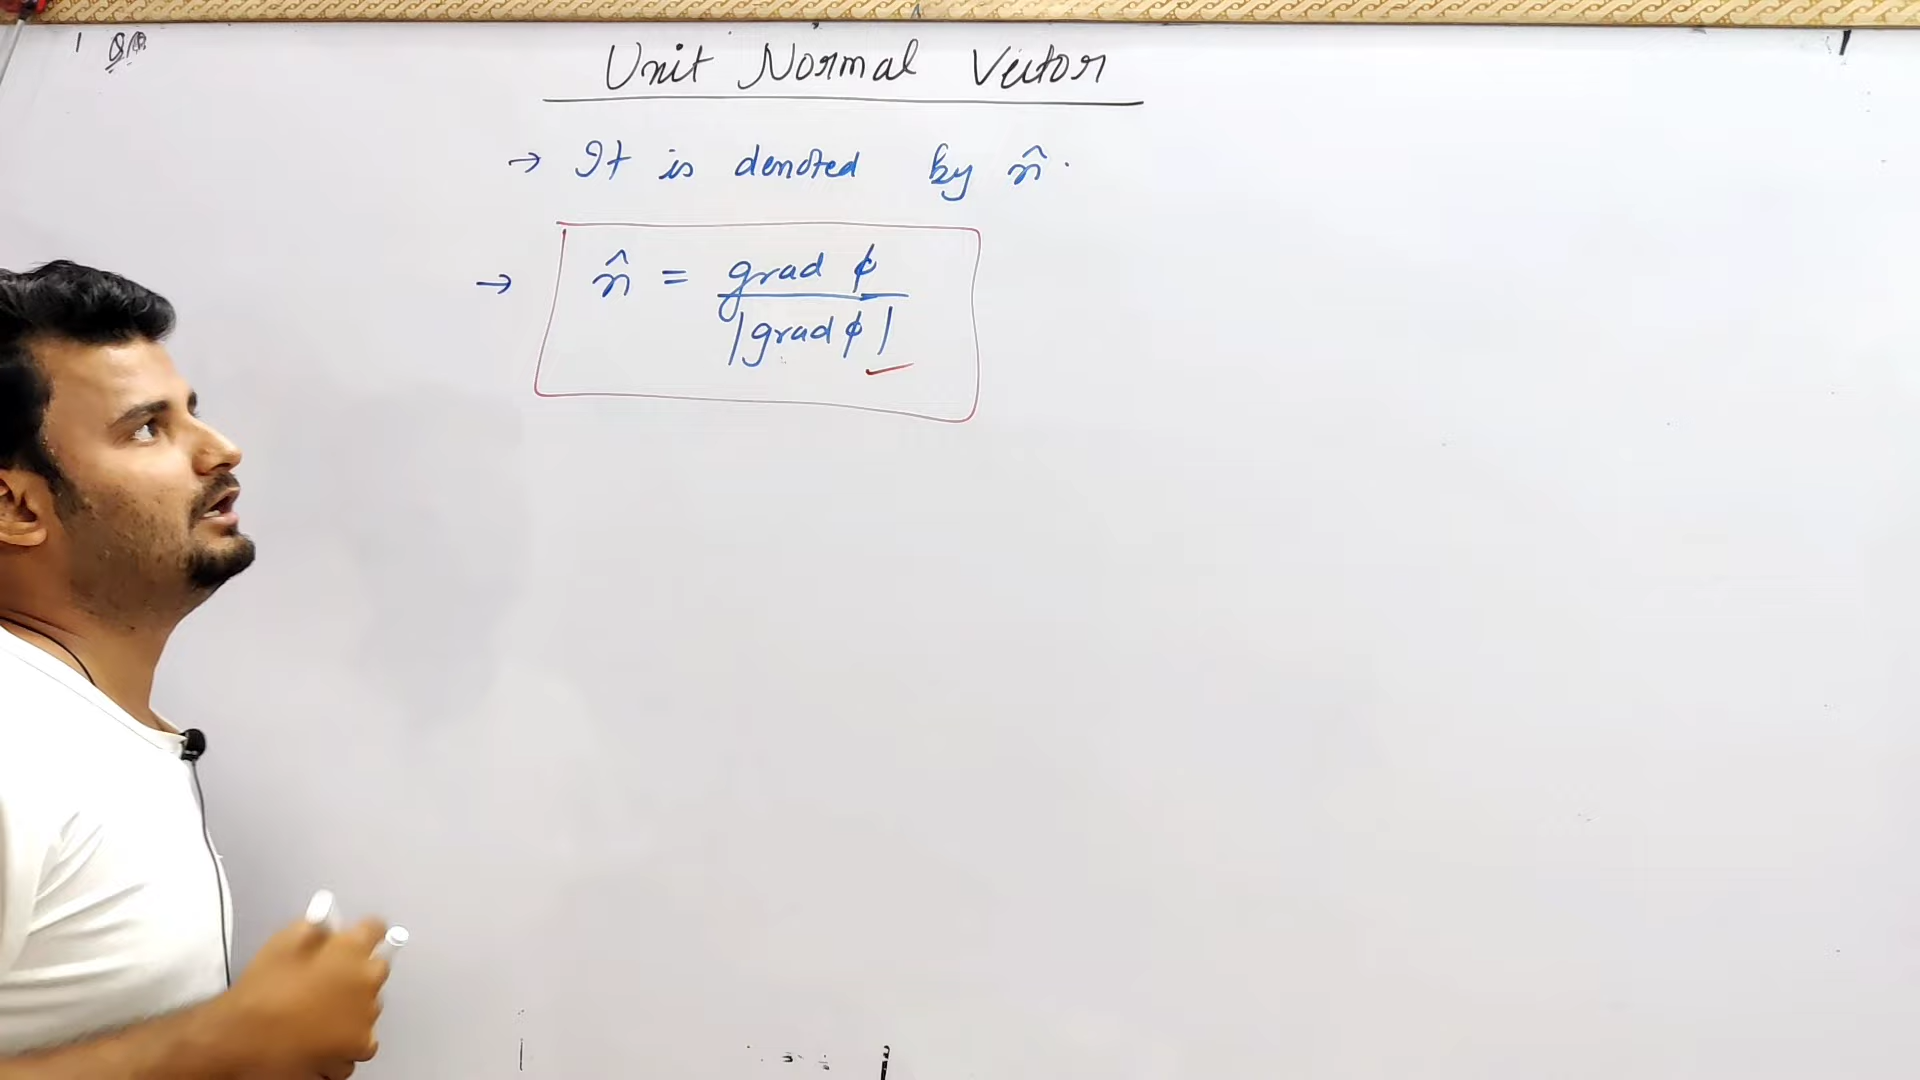 Unit Normal Vector
→ It is denoted by n̂.
→ n̂ = grad ϕ
|grad ϕ|